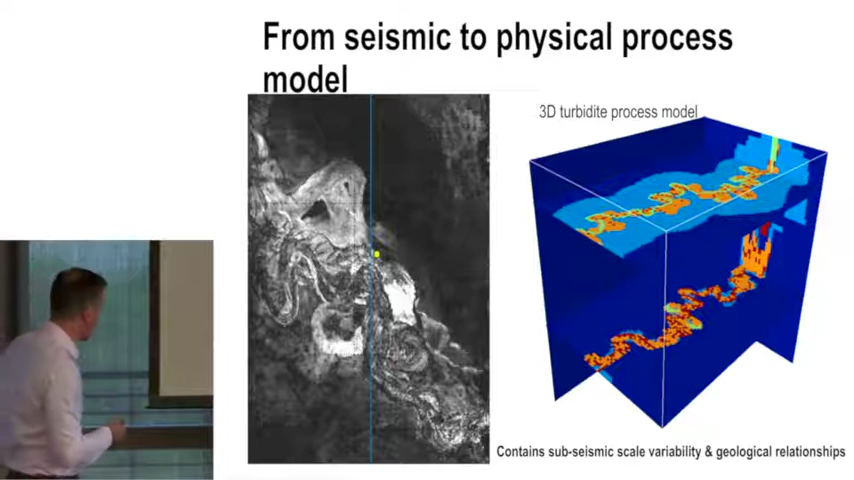 From seismic to physical process
model
3D turbidite process model
Contains sub-seismic scale variability & geological relationships